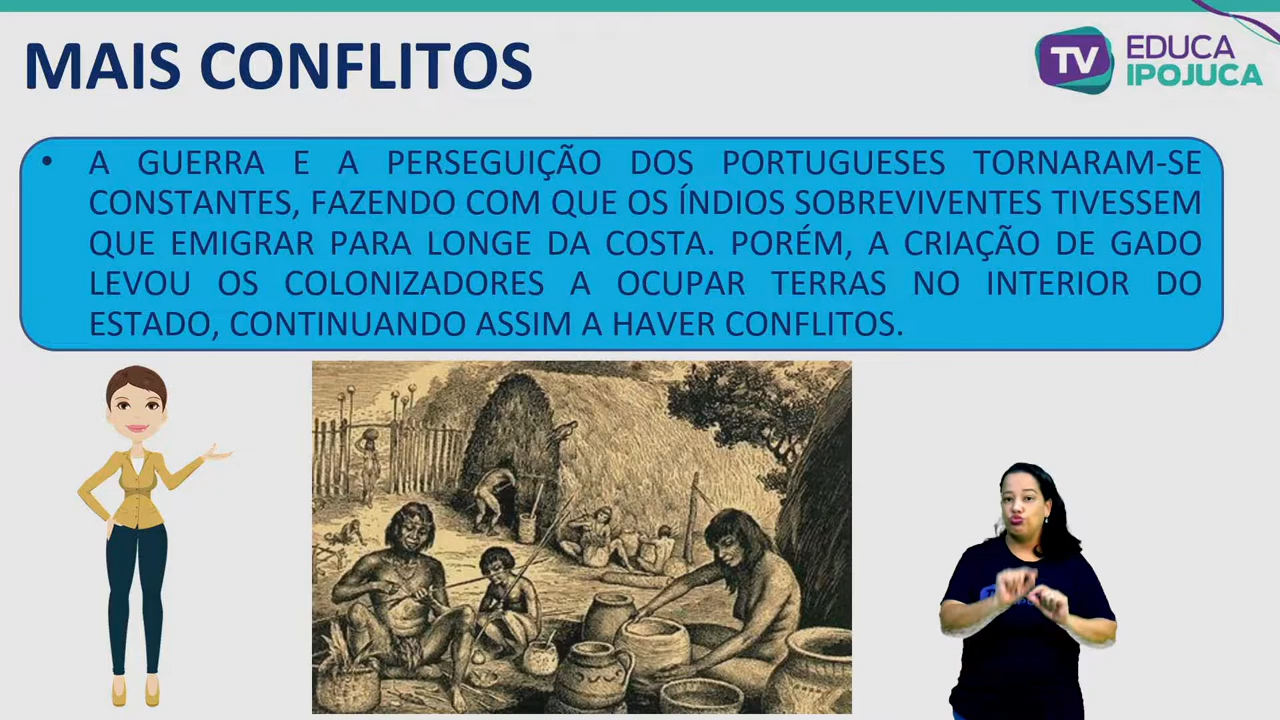 MAIS CONFLITOS
TV EDUCA
IPOJUCA
• A GUERRA E A PERSEGUIÇÃO DOS PORTUGUESES TORNARAM-SE
CONSTANTES, FAZENDO COM QUE OS ÍNDIOS SOBREVIVENTES TIVESSEM
QUE EMIGRAR PARA LONGE DA COSTA. PORÉM, A CRIAÇÃO DE GADO
LEVOU OS COLONIZADORES A OCUPAR TERRAS NO INTERIOR DO
ESTADO, CONTINUANDO ASSIM A HAVER CONFLITOS.